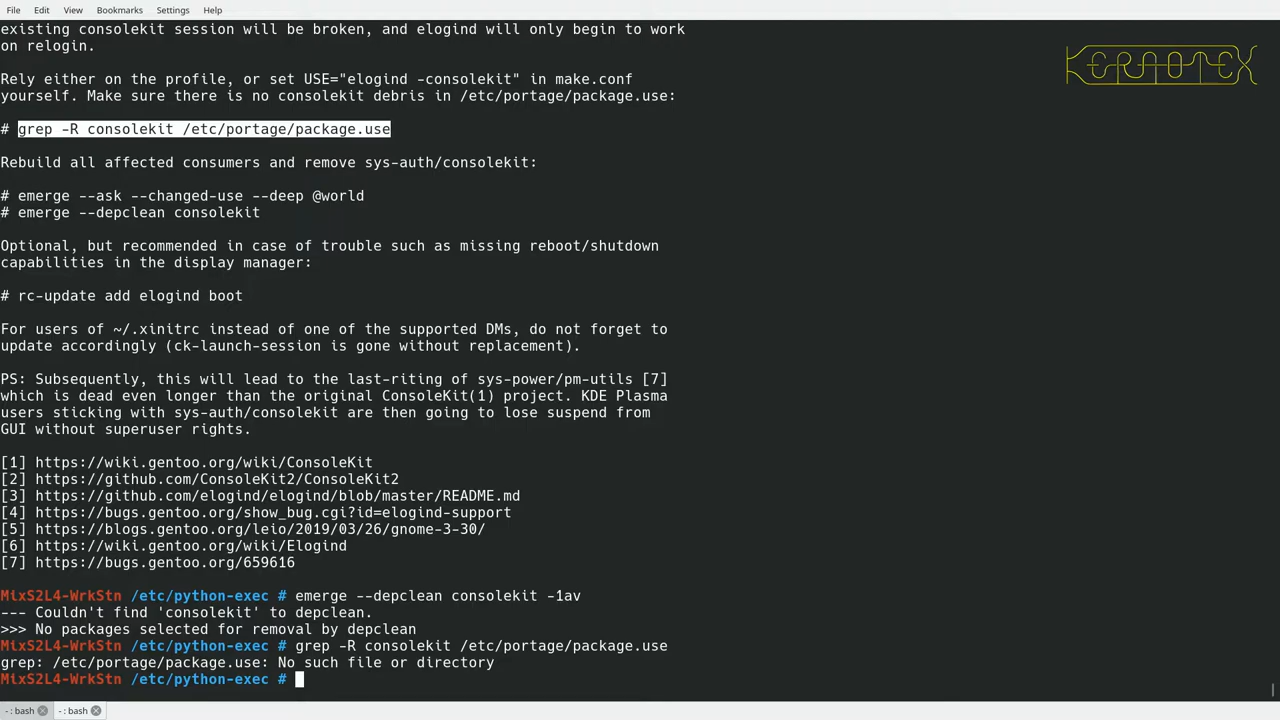 File Edit View Bookmarks Settings Help
existing consolekit session will be broken, and elogind will only begin to work
on relogin.
KERAOTEX
Rely either on the profile, or set USE="elogind -consolekit" in make.conf
yourself. Make sure there is no consolekit debris in /etc/portage/package.use:
# grep -R consolekit /etc/portage/package.use
Rebuild all affected consumers and remove sys-auth/consolekit:
# emerge --ask --changed-use --deep @world
# emerge --depclean consolekit
Optional, but recommended in case of trouble such as missing reboot/shutdown
capabilities in the display manager:
# rc-update add elogind boot
For users of ~/.xinitrc instead of one of the supported DMs, do not forget to
update accordingly (ck-launch-session is gone without replacement).
PS: Subsequently, this will lead to the last-riting of sys-power/pm-utils [7]
which is dead even longer than the original ConsoleKit(1) project. KDE Plasma
users sticking with sys-auth/consolekit are then going to lose suspend from
GUI without superuser rights.
[1] https://wiki.gentoo.org/wiki/ConsoleKit
[2] https://github.com/ConsoleKit2/ConsoleKit2
[3] https://github.com/elogind/elogind/blob/master/README.md
[4] https://bugs.gentoo.org/show_bug.cgi?id=elogind-support
[5] https://blogs.gentoo.org/leio/2019/03/26/gnome-3-30/
[6] https://wiki.gentoo.org/wiki/Elogind
[7] https://bugs.gentoo.org/659616
MixS2L4-WrkStn /etc/python-exec # emerge --depclean consolekit -1av
--- Couldn't find 'consolekit' to depclean.
>>> No packages selected for removal by depclean
MixS2L4-WrkStn /etc/python-exec # grep -R consolekit /etc/portage/package.use
grep: /etc/portage/package.use: No such file or directory
MixS2L4-WrkStn /etc/python-exec #
- : bash - : bash